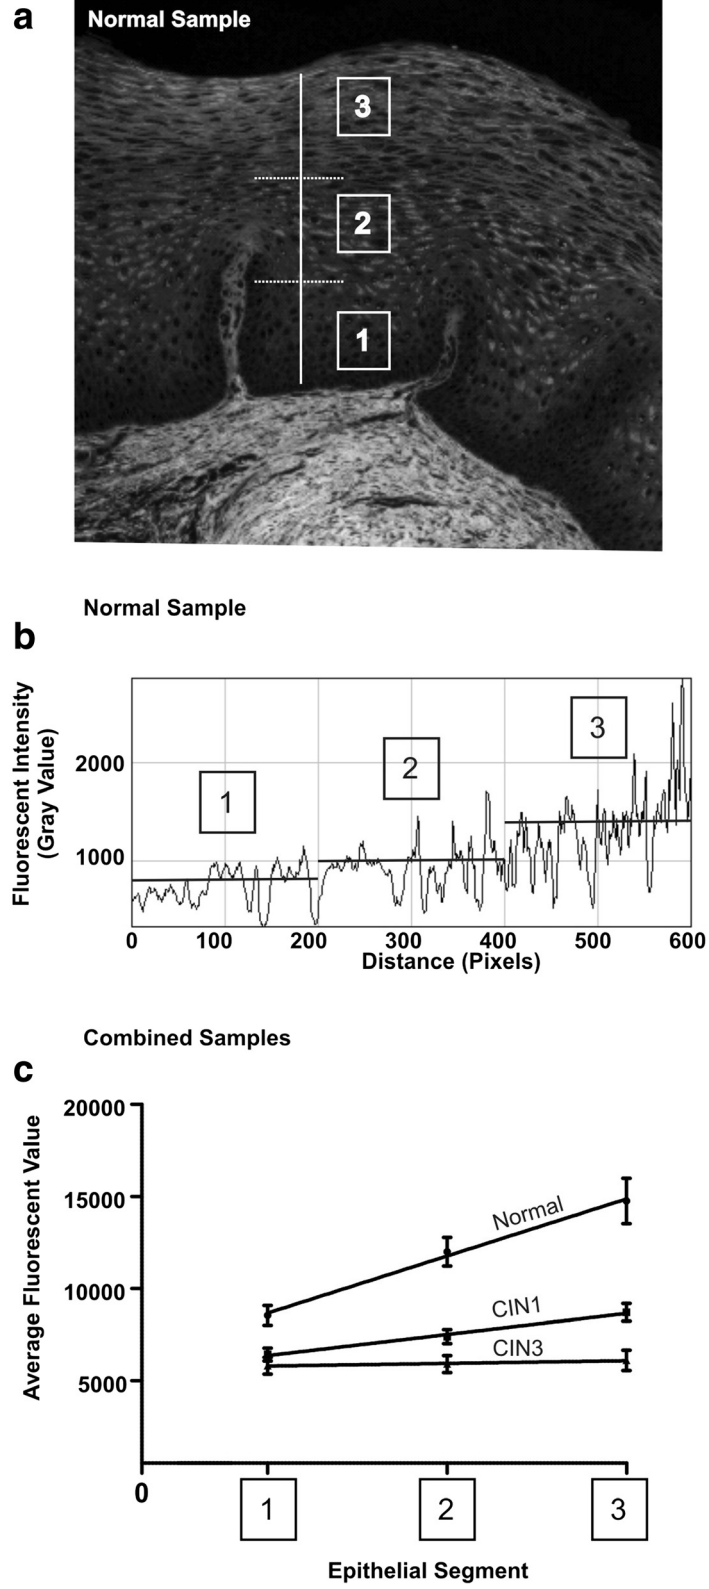 a
Normal Sample
3
2
1
Normal Sample
b
Fluorescent Intensity
(Gray Value)
2000
1000
1
2
3
0 100 200 300 400 500 600
Distance (Pixels)
Combined Samples
c
Average Fluorescent Value
20000
15000
10000
5000
0
Normal
CIN1
CIN3
1 2 3
Epithelial Segment